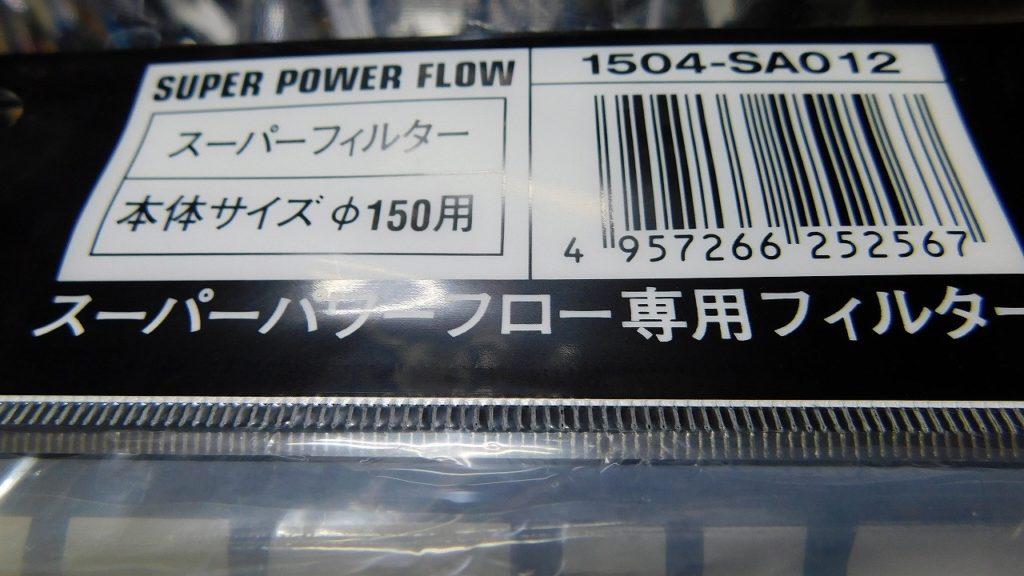 SUPER POWER FLOW
スーパーフィルター
本体サイズ φ150用
1504-SA012
4 957266 252567
スーパーパワーフロー専用フィルター